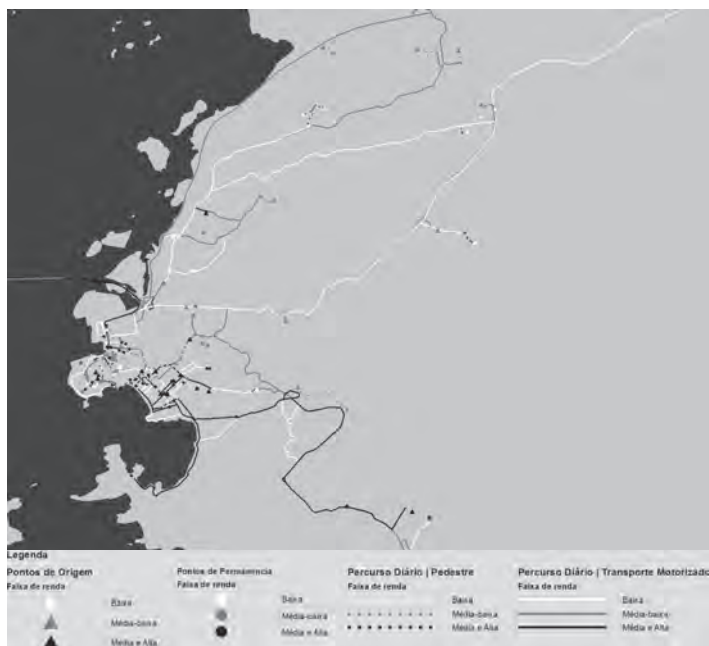 Legenda
Pontos de Origem
Faixa de renda
Baixa
Média-baixa
Média e Alta
Pontos de Permanência
Faixa de renda
Baixa
Média-baixa
Média e Alta
Percurso Diário | Pedestre
Faixa de renda
Baixa
Média-baixa
Média e Alta
Percurso Diário | Transporte Motorizado
Faixa de renda
Baixa
Média-baixa
Média e Alta